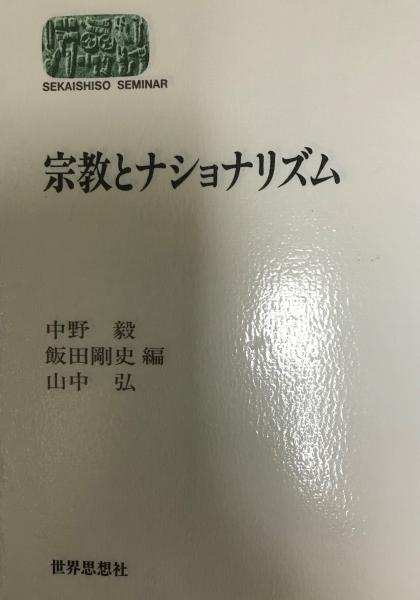 SEKAISHISO SEMINAR
宗教とナショナリズム
中野　毅
飯田剛史 編
山中　弘
世界思想社